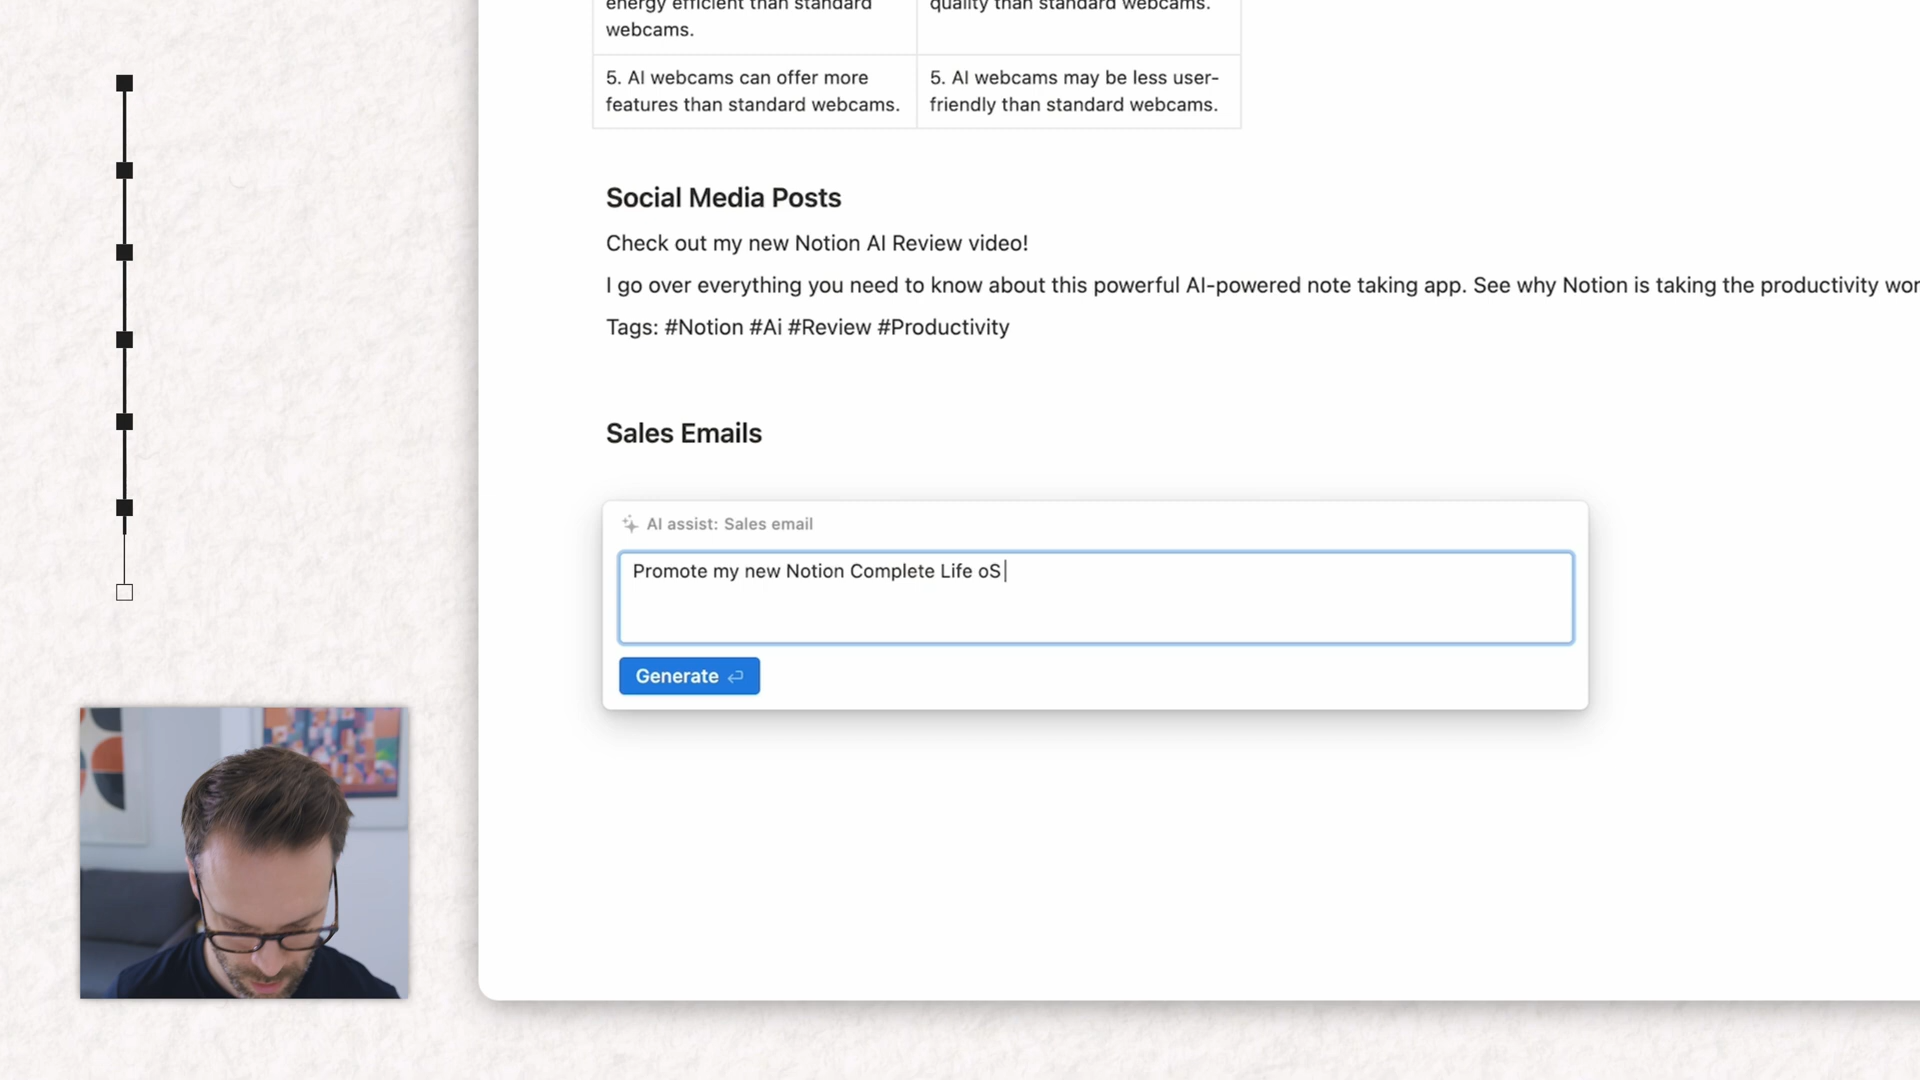 energy efficient than standard
webcams.
quality than standard webcams.
5. AI webcams can offer more
features than standard webcams.
5. AI webcams may be less user-
friendly than standard webcams.
Social Media Posts
Check out my new Notion AI Review video!
I go over everything you need to know about this powerful AI-powered note taking app. See why Notion is taking the productivity
Tags: #Notion #Ai #Review #Productivity
Sales Emails
AI assist: Sales email
Promote my new Notion Complete Life oS
Generate